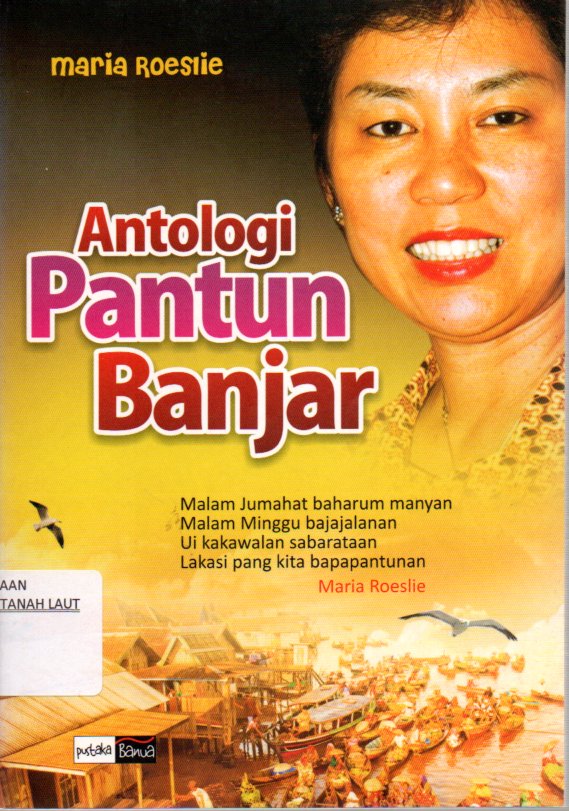 maria Roeslie
Antologi
Pantun
Banjar
Malam Jumahat baharum manyan
Malam Minggu bajajalanan
Ui kakawalan sabarataan
Lakasi pang kita bapapantunan
Maria Roeslie
AAN
TANAH LAUT
pustaka Banua